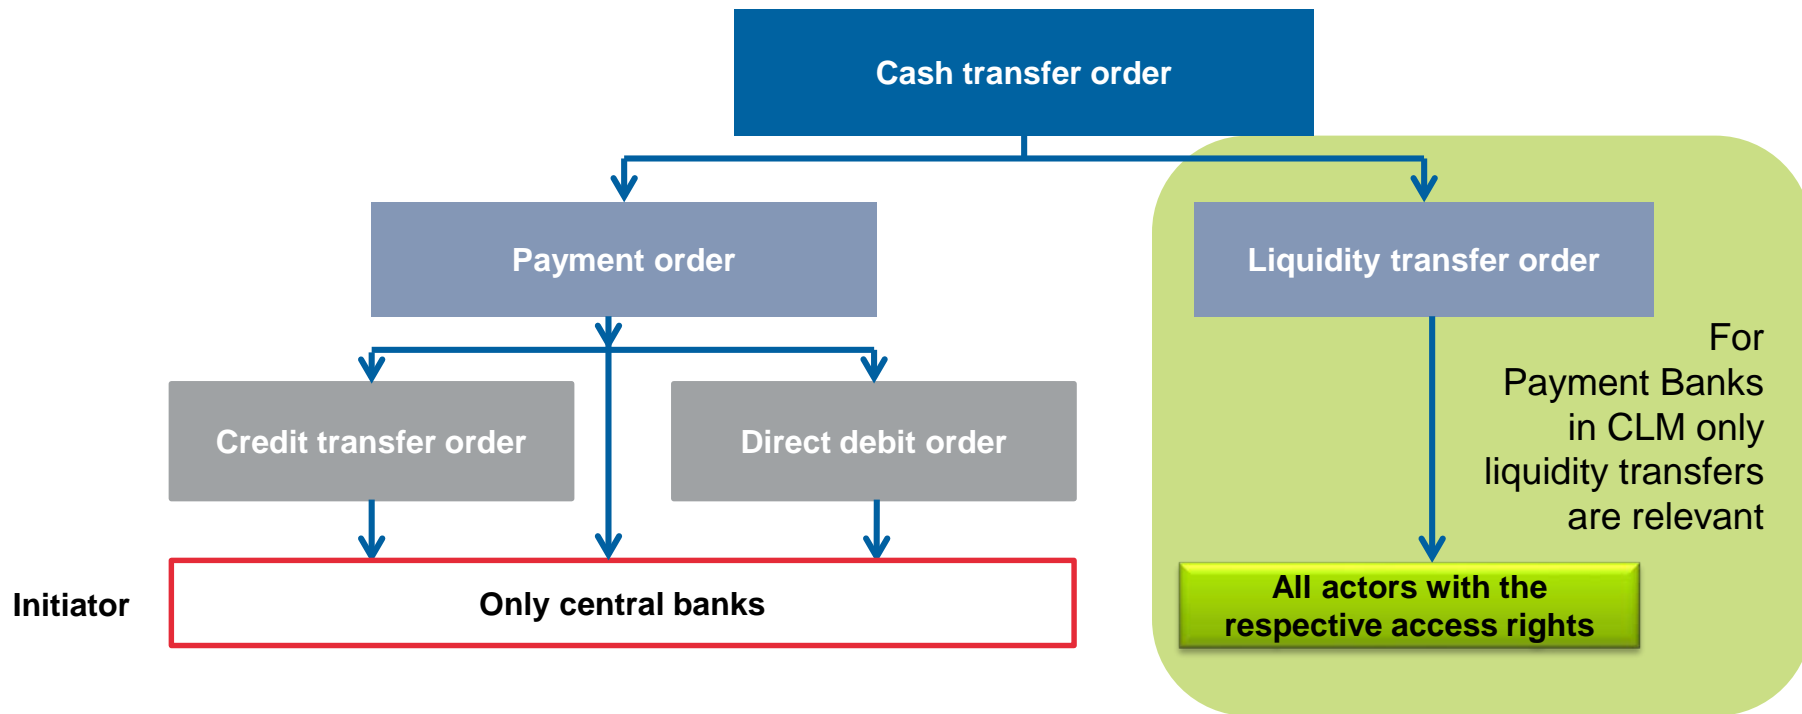 Cash transfer order
Payment order
Liquidity transfer order
For
Payment Banks
in CLM only
liquidity transfers
are relevant
Credit transfer order
Direct debit order
Initiator
Only central banks
All actors with the
respective access rights